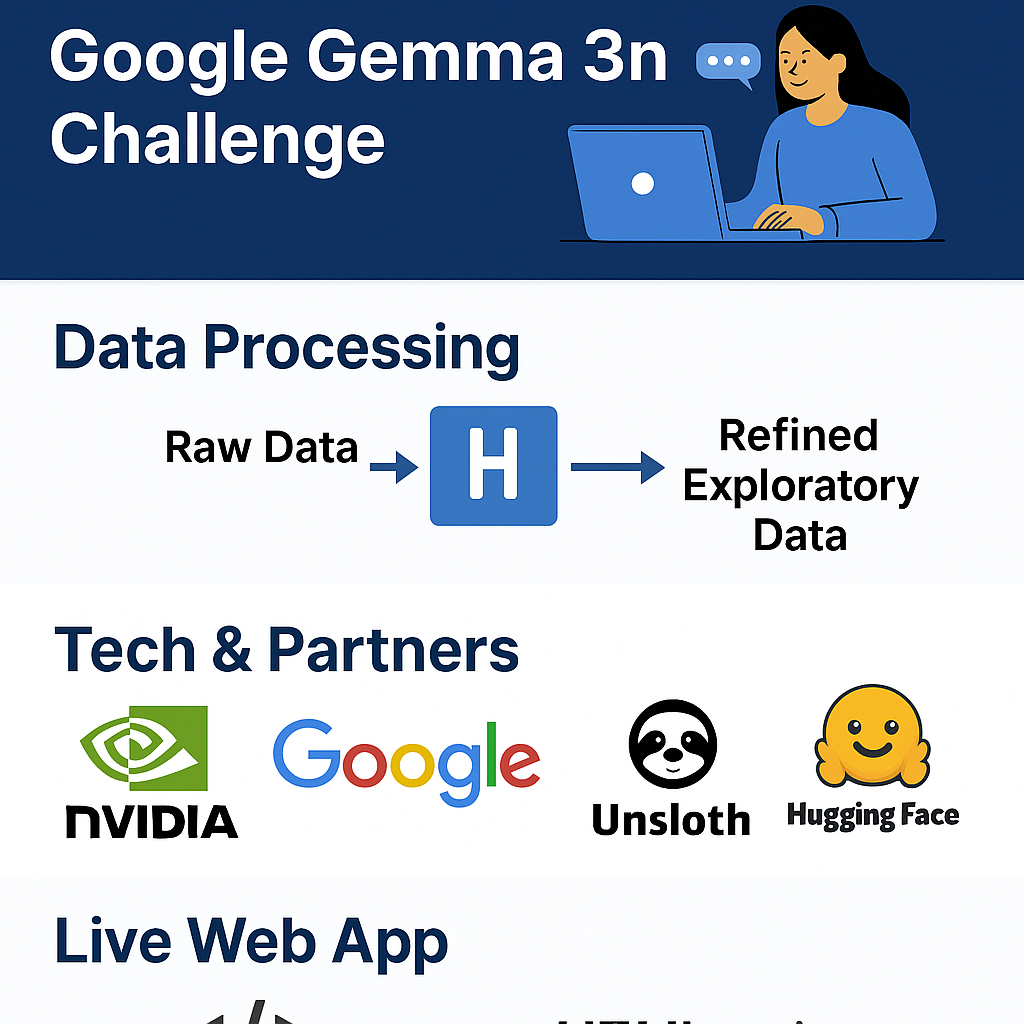 Google Gemma 3n
Challenge
Data Processing
Raw Data
H
Refined
Exploratory
Data
Tech & Partners
NVIDIA
Google
Unsloth
Hugging Face
Live Web App